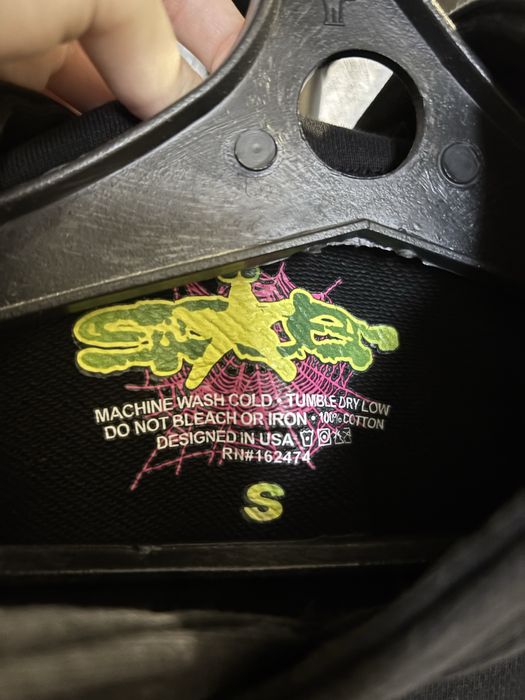 MACHINE WASH COLD • TUMBLE DRY LOW
DO NOT BLEACH OR IRON • 100% COTTON
DESIGNED IN USA
RN#162474
S